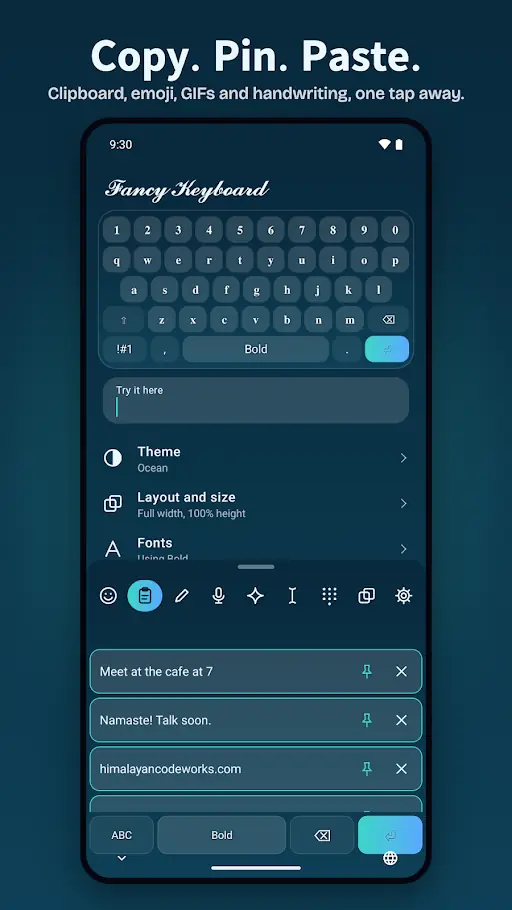 Copy. Pin. Paste.
Clipboard, emoji, GIFs and handwriting, one tap away.
9:30
Fancy Keyboard
1 2 3 4 5 6 7 8 9 0
q w e r t y u i o p
a s d f g h j k l
z x c v b n m
!#1 , Bold .
Try it here
Theme
Ocean
Layout and size
Full width, 100% height
Fonts
Using Bold
Meet at the cafe at 7
Namaste! Talk soon.
himalayancodeworks.com
ABC Bold